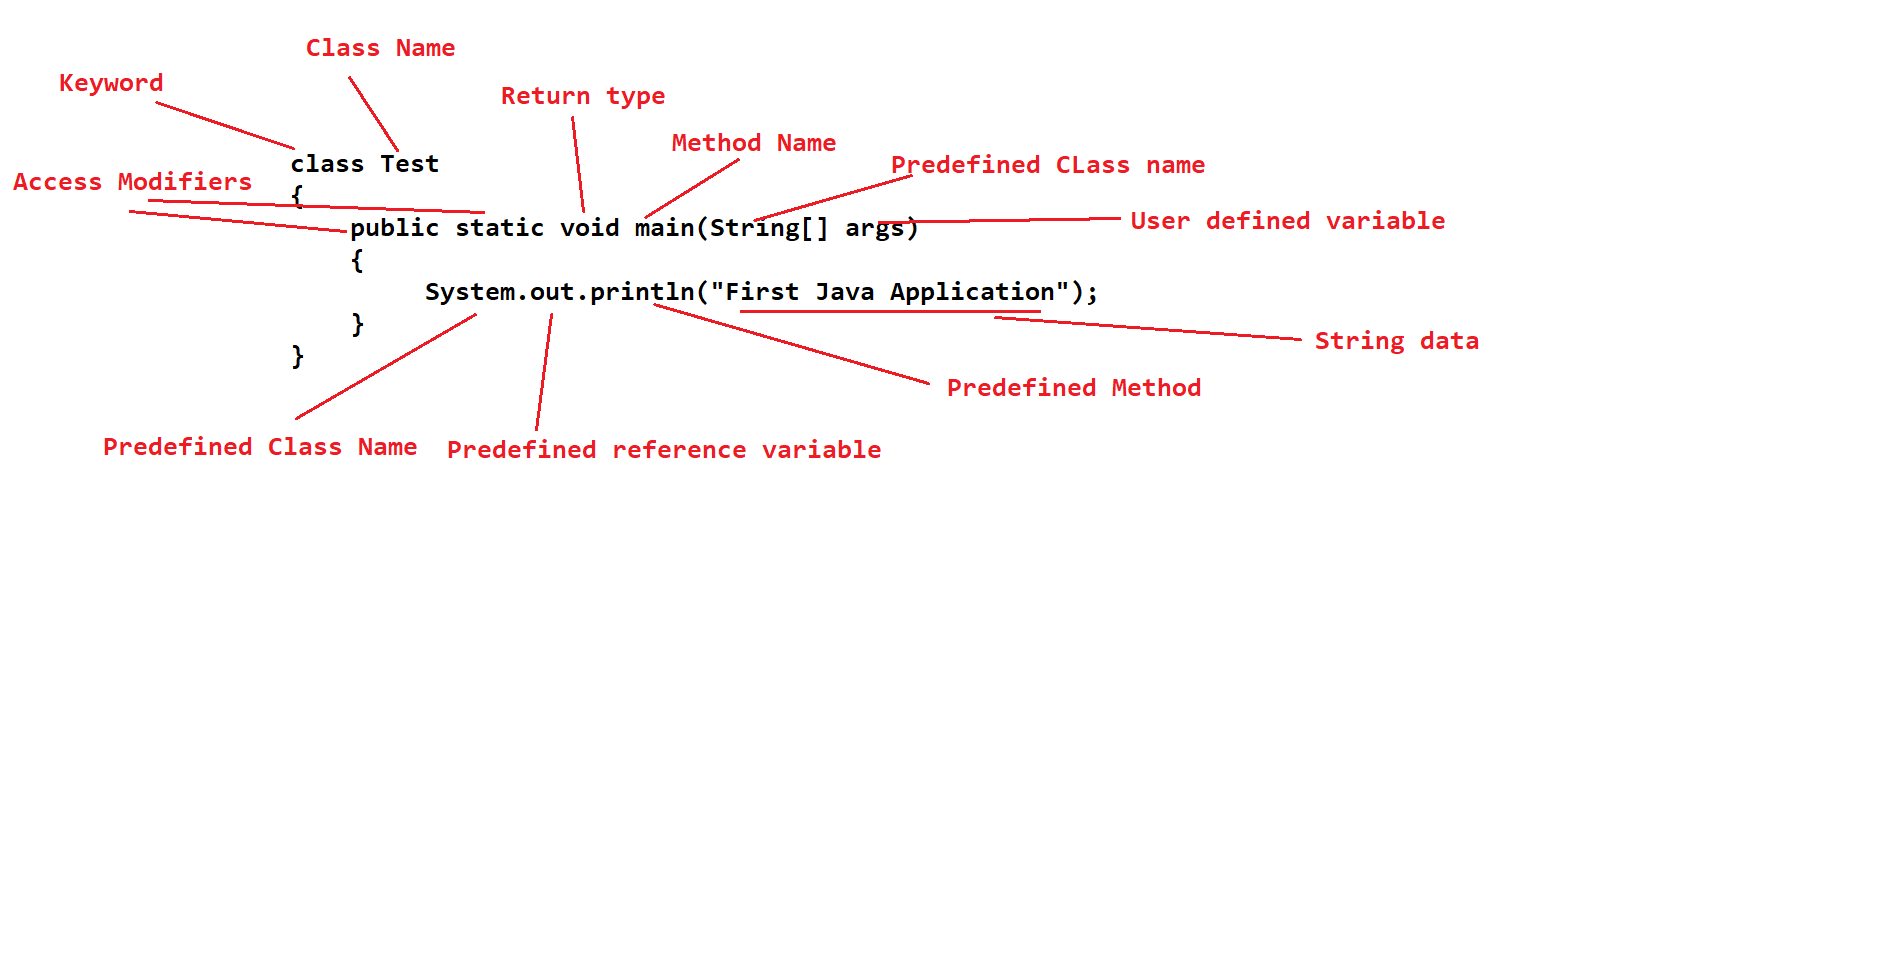 Class Name
Keyword
Return type
Method Name
Predefined CLass name
class Test
Access Modifiers
{
User defined variable
public static void main(String[] args)
{
System.out.println("First Java Application");
}
String data
}
Predefined Method
Predefined Class Name
Predefined reference variable